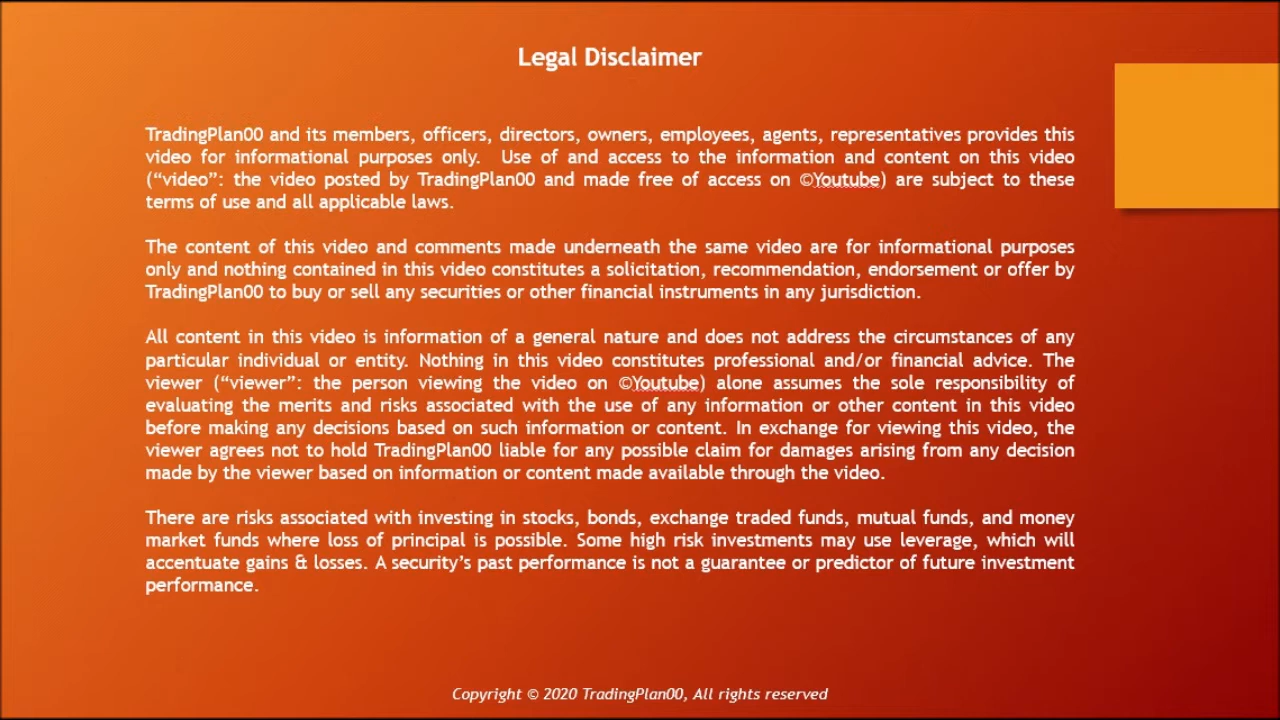 Legal Disclaimer
TradingPlan00 and its members, officers, directors, owners, employees, agents, representatives provides this
video for informational purposes only. Use of and access to the information and content on this video
(“video”: the video posted by TradingPlan00 and made free of access on ©Youtube) are subject to these
terms of use and all applicable laws.
The content of this video and comments made underneath the same video are for informational purposes
only and nothing contained in this video constitutes a solicitation, recommendation, endorsement or offer by
TradingPlan00 to buy or sell any securities or other financial instruments in any jurisdiction.
All content in this video is information of a general nature and does not address the circumstances of any
particular individual or entity. Nothing in this video constitutes professional and/or financial advice. The
viewer (“viewer”: the person viewing the video on ©Youtube) alone assumes the sole responsibility of
evaluating the merits and risks associated with the use of any information or other content in this video
before making any decisions based on such information or content. In exchange for viewing this video, the
viewer agrees not to hold TradingPlan00 liable for any possible claim for damages arising from any decision
made by the viewer based on information or content made available through the video.
There are risks associated with investing in stocks, bonds, exchange traded funds, mutual funds, and money
market funds where loss of principal is possible. Some high risk investments may use leverage, which will
accentuate gains & losses. A security’s past performance is not a guarantee or predictor of future investment
performance.
Copyright © 2020 TradingPlan00, All rights reserved